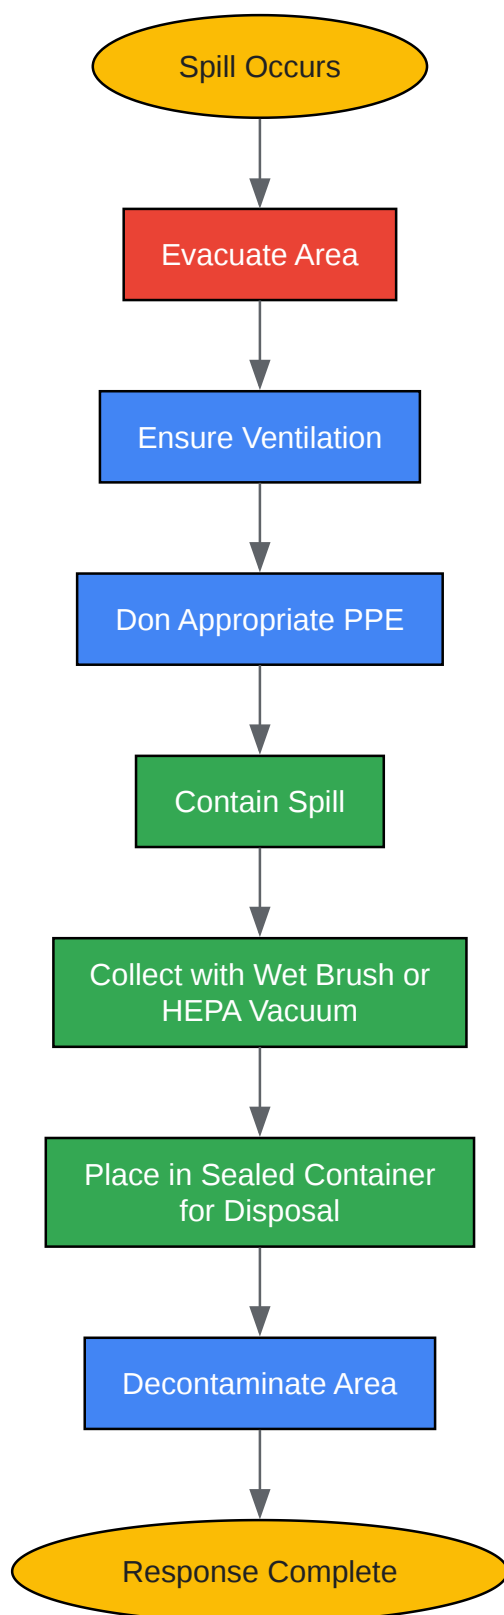 Spill Occurs
Evacuate Area
Ensure Ventilation
Don Appropriate PPE
Contain Spill
Collect with Wet Brush or
HEPA Vacuum
Place in Sealed Container
for Disposal
Decontaminate Area
Response Complete